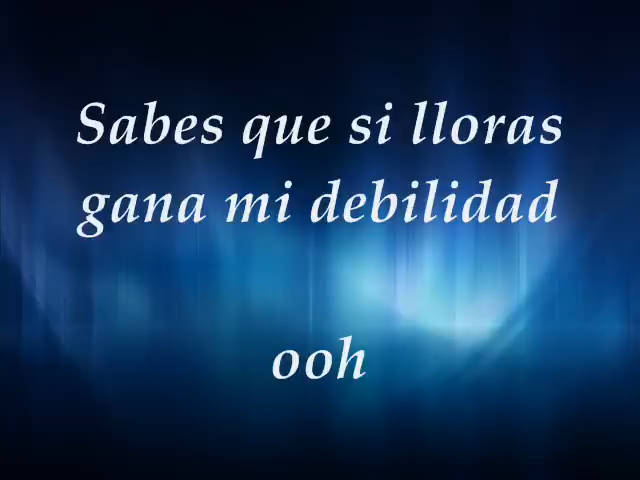 Sabes que si lloras
gana mi debilidad
ooh